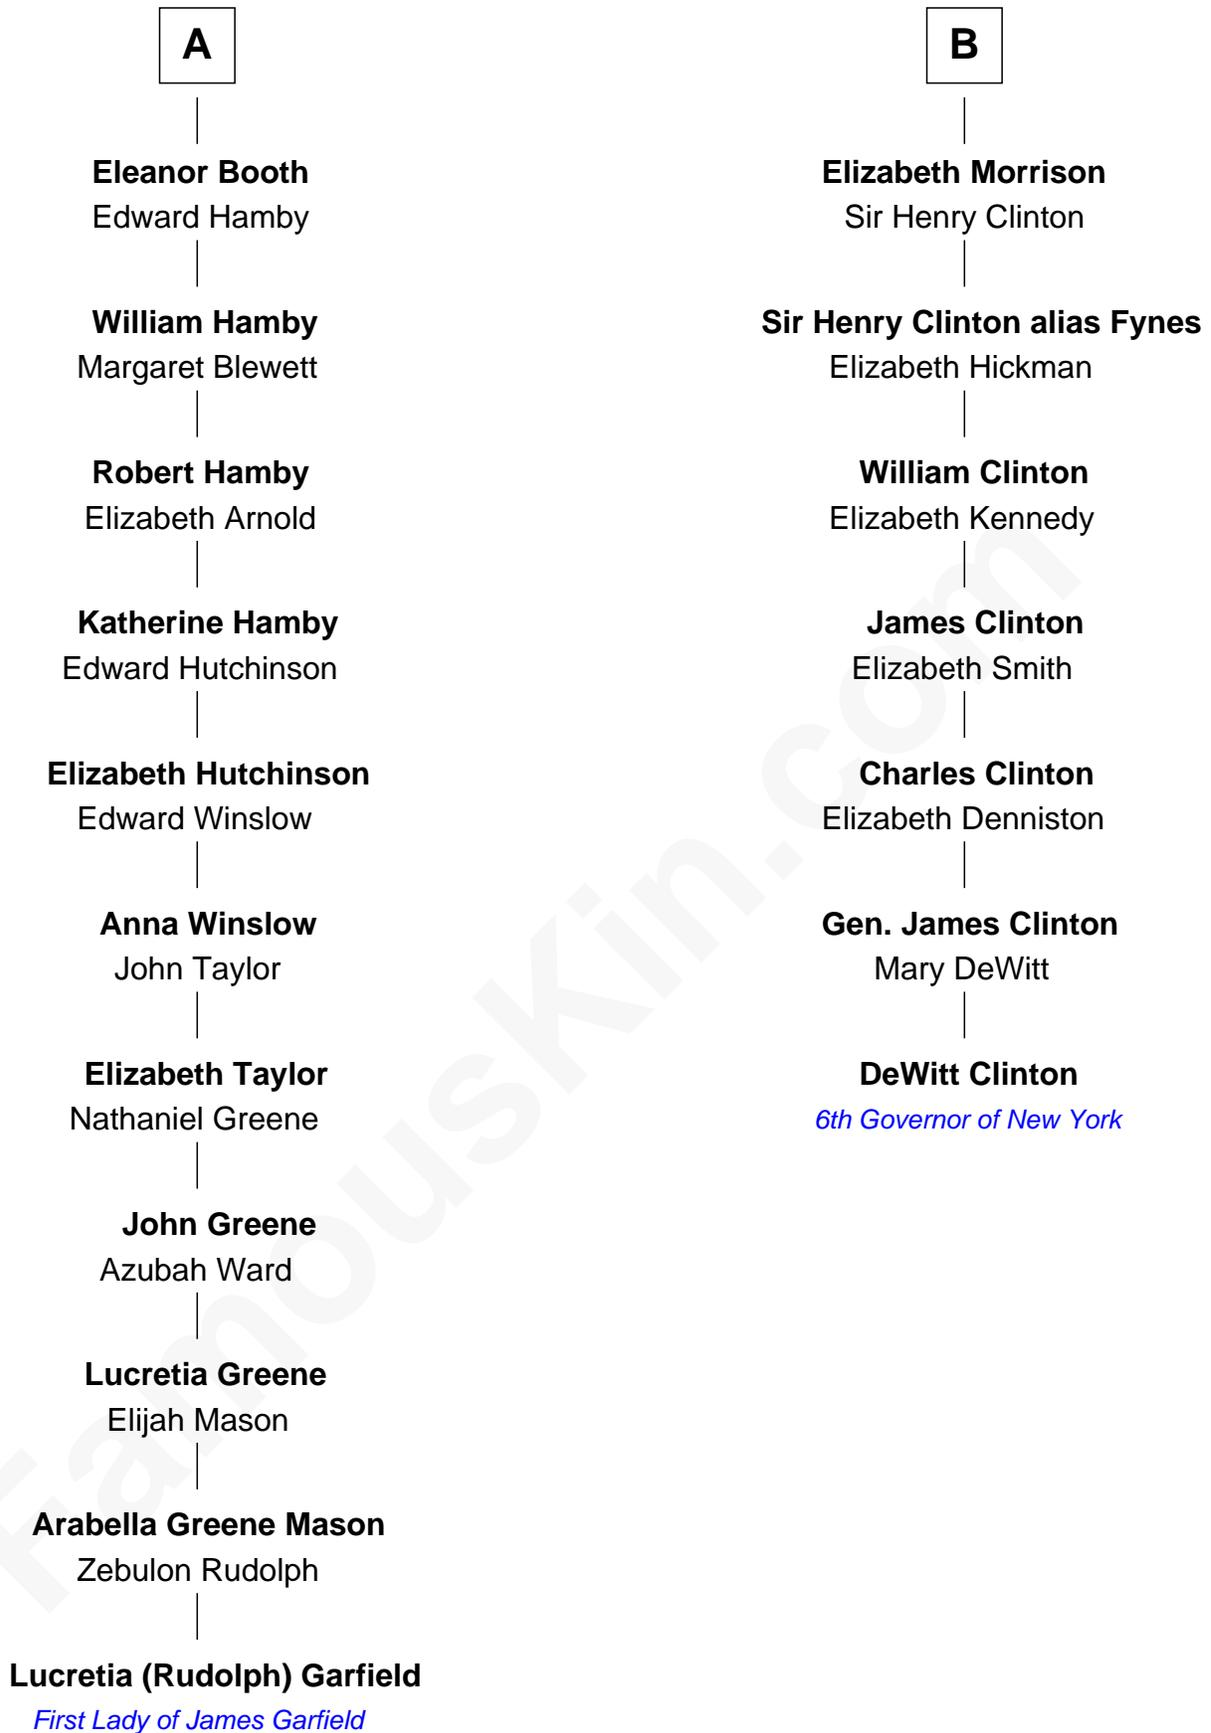 A
Eleanor Booth
Edward Hamby
William Hamby
Margaret Blewett
Robert Hamby
Elizabeth Arnold
Katherine Hamby
Edward Hutchinson
Elizabeth Hutchinson
Edward Winslow
Anna Winslow
John Taylor
Elizabeth Taylor
Nathaniel Greene
John Greene
Azubah Ward
Lucretia Greene
Elijah Mason
Arabella Greene Mason
Zebulon Rudolph
Lucretia (Rudolph) Garfield
First Lady of James Garfield
B
Elizabeth Morrison
Sir Henry Clinton
Sir Henry Clinton alias Fynes
Elizabeth Hickman
William Clinton
Elizabeth Kennedy
James Clinton
Elizabeth Smith
Charles Clinton
Elizabeth Denniston
Gen. James Clinton
Mary DeWitt
DeWitt Clinton
6th Governor of New York
FamousKin.com